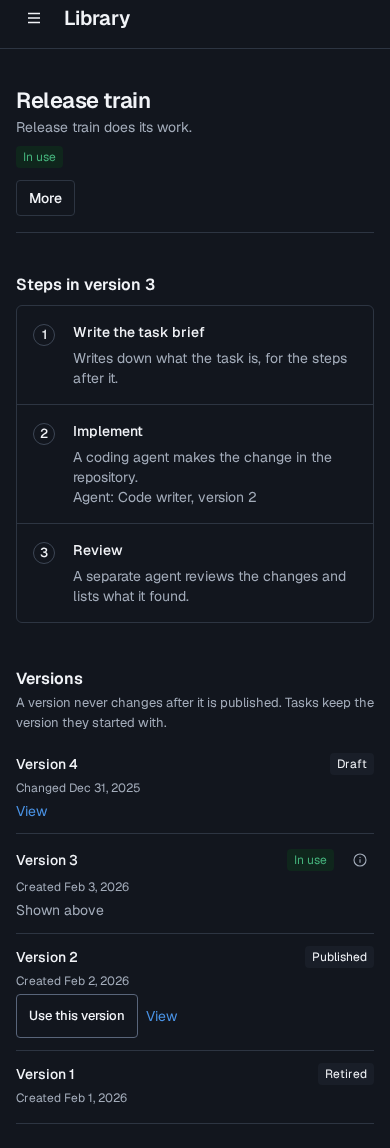 Library
Release train
Release train does its work.
In use
More
Steps in version 3
1
Write the task brief
Writes down what the task is, for the steps
after it.
2
Implement
A coding agent makes the change in the
repository.
Agent: Code writer, version 2
3
Review
A separate agent reviews the changes and
lists what it found.
Versions
A version never changes after it is published. Tasks keep the
version they started with.
Version 4
Draft
Changed Dec 31, 2025
View
Version 3
In use
Created Feb 3, 2026
Shown above
Version 2
Published
Created Feb 2, 2026
Use this version
View
Version 1
Retired
Created Feb 1, 2026